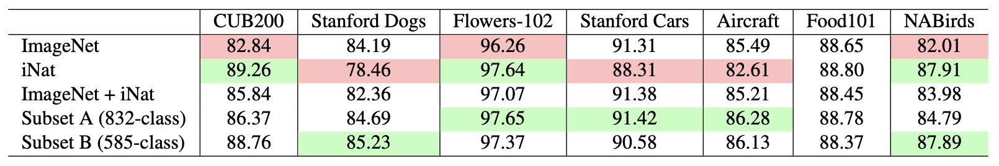 CUB200 Stanford Dogs Flowers-102 Stanford Cars Aircraft Food101 NABirds
ImageNet 82.84 84.19 96.26 91.31 85.49 88.65 82.01
iNat 89.26 78.46 97.64 88.31 82.61 88.80 87.91
ImageNet + iNat 85.84 82.36 97.07 91.38 85.21 88.45 83.98
Subset A (832-class) 86.37 84.69 97.65 91.42 86.28 88.78 84.79
Subset B (585-class) 88.76 85.23 97.37 90.58 86.13 88.37 87.89